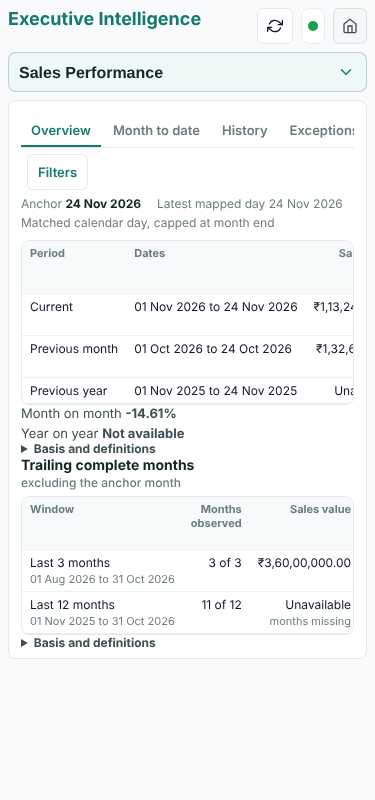 Executive Intelligence
Sales Performance
Overview Month to date History Exceptions
Filters
Anchor 24 Nov 2026 Latest mapped day 24 Nov 2026
Matched calendar day, capped at month end
Period Dates Sa
Current 01 Nov 2026 to 24 Nov 2026 ₹1,13,24
Previous month 01 Oct 2026 to 24 Oct 2026 ₹1,32,6
Previous year 01 Nov 2025 to 24 Nov 2025 Una
Month on month -14.61%
Year on year Not available
Basis and definitions
Trailing complete months
excluding the anchor month
Window Months observed Sales value
Last 3 months 3 of 3 ₹3,60,00,000.00
01 Aug 2026 to 31 Oct 2026
Last 12 months 11 of 12 Unavailable
01 Nov 2025 to 31 Oct 2026 months missing
Basis and definitions